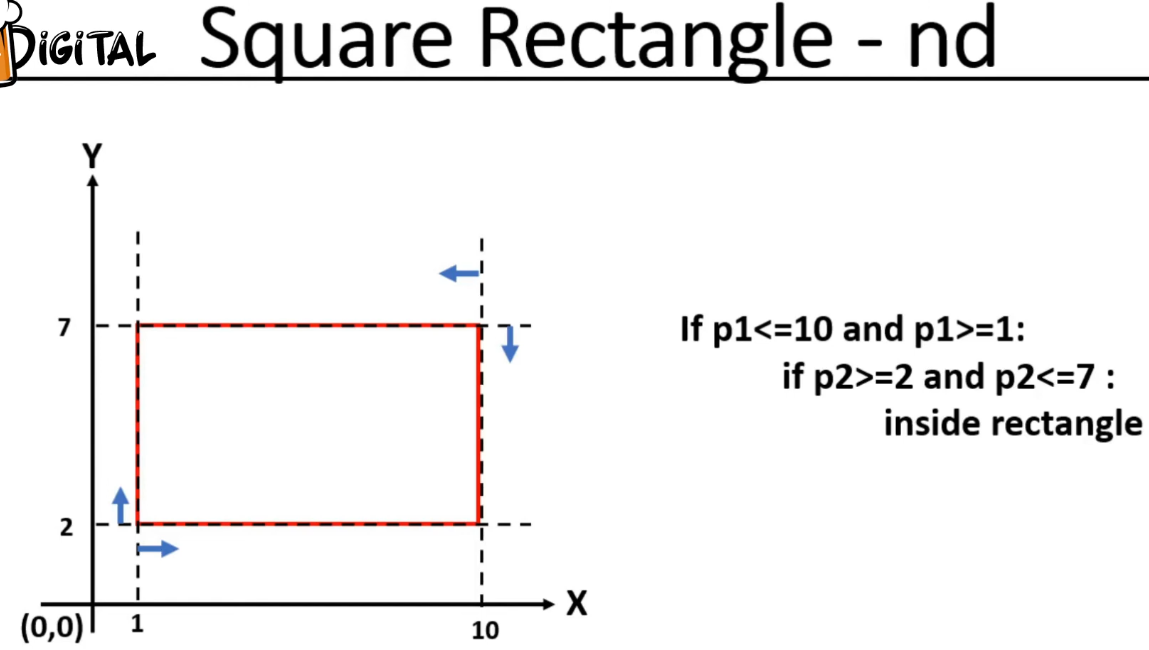 DiGiTAL
Square Rectangle - nd
Y
7
2
(0,0)
1
10
X
If p1<=10 and p1>=1:
if p2>=2 and p2<=7 :
inside rectangle